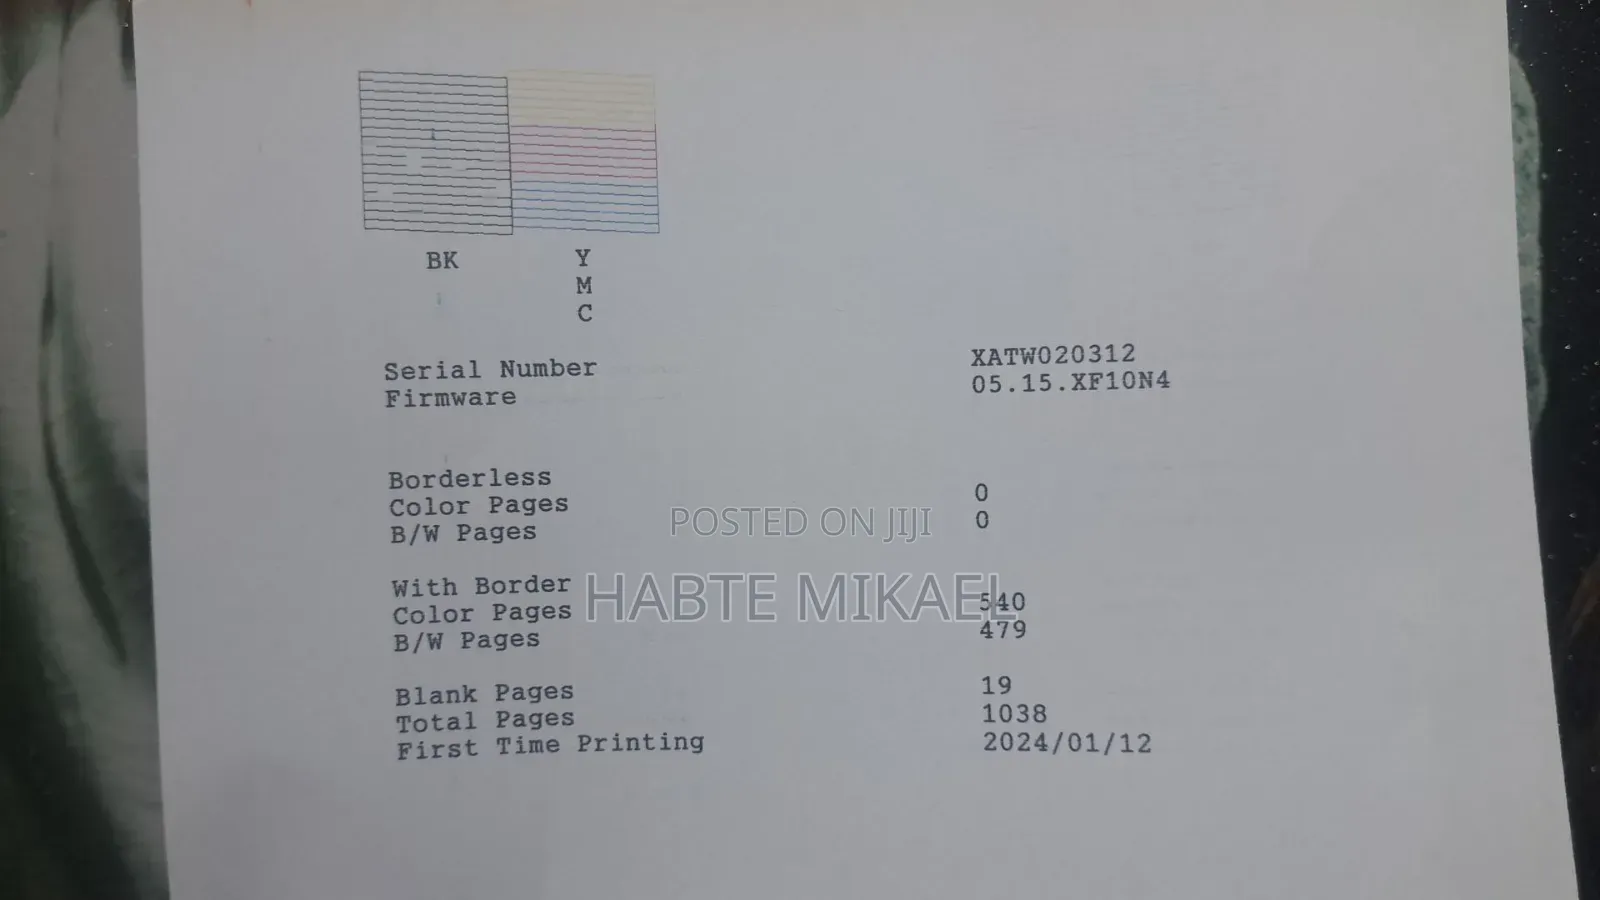 BK
Y
M
C
Serial Number XATW020312
Firmware 05.15.XF10N4
Borderless
Color Pages 0
B/W Pages 0
POSTED ON JIJI
With Border
HABTE MIKAEL
Color Pages 540
B/W Pages 479
Blank Pages 19
Total Pages 1038
First Time Printing 2024/01/12